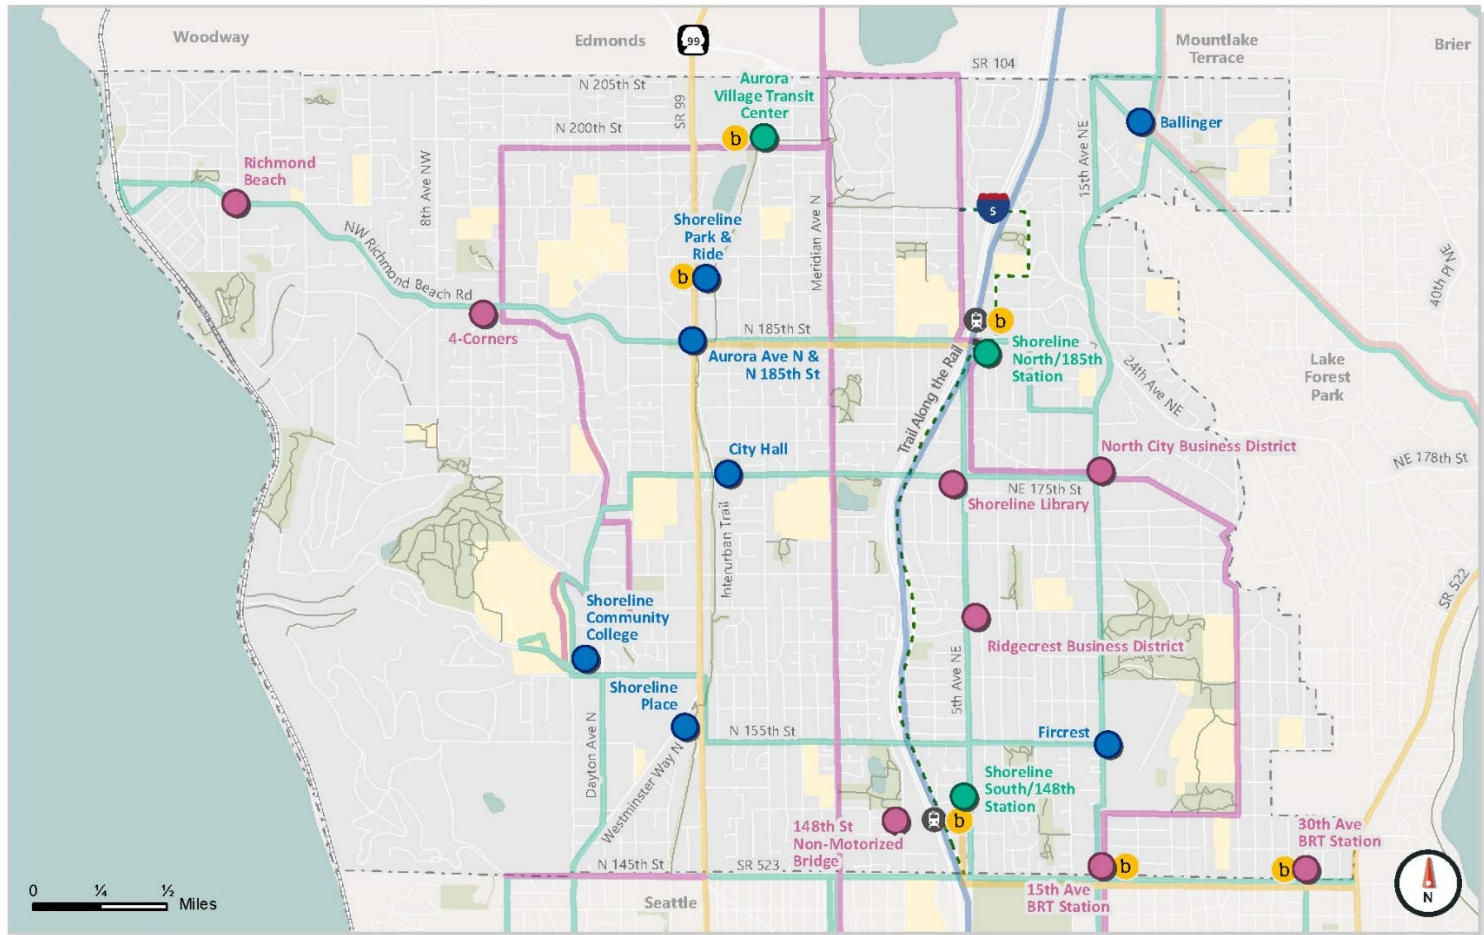 Woodway
Edmonds
99
SR 104
Mountlake
Terrace
Brier
N 205th St
SR 99
Aurora
Village Transit
Center
b
N 200th St
15th Ave NE
Ballinger
Richmond
Beach
8th Ave NW
Meridian Ave N
5
Shoreline
Park &
Ride
b
40th Pl NE
NW Richmond Beach Rd
4-Corners
N 185th St
b
Aurora Ave N &
N 185th St
Shoreline
North/185th
Station
Trail Along the Rail
24th Ave NE
Lake
Forest
Park
City Hall
North City Business District
NE 178th St
NE 175th St
Shoreline Library
Interurban Trail
SR 522
Shoreline
Community
College
Ridgecrest Business District
5th Ave NE
Shoreline
Place
N 155th St
Fircrest
Dayton Ave N
Westminster Way N
Shoreline
South/148th
Station
b
148th St
Non-Motorized
Bridge
30th Ave
BRT Station
b
N 145th St
SR 523
b
15th Ave
BRT Station
Seattle
0 ¼ ½
Miles
N